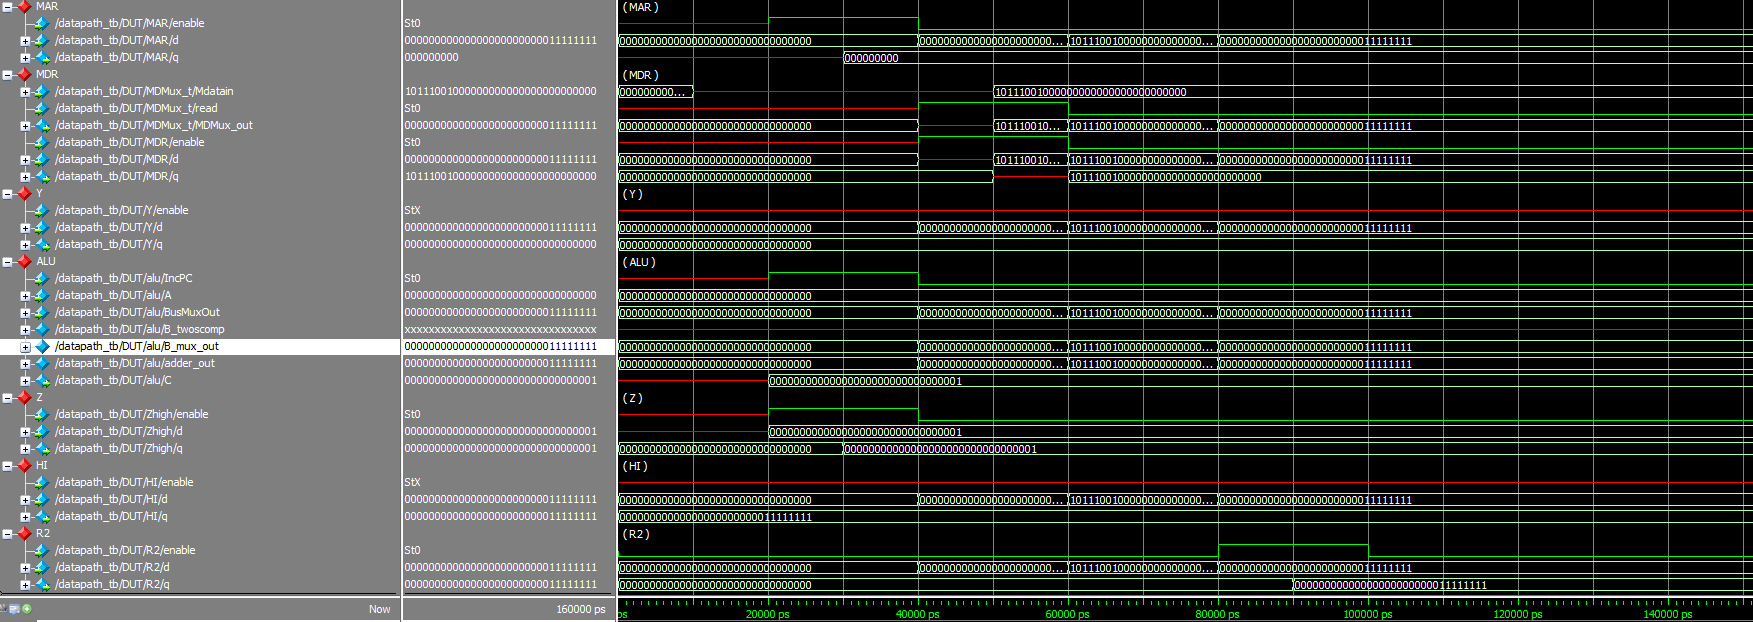 MAR (MAR)
/datapath_tb/DUT/MAR/enable St0
/datapath_tb/DUT/MAR/d 00000000000000000000000011111111 00000000000000000000000000000000 000000000000000000000000... 101110010000000000000000... 00000000000000000000000011111111
/datapath_tb/DUT/MAR/q 000000000 000000000
MDR (MDR)
/datapath_tb/DUT/MDMux_t/Mdatain 10111001000000000000000000000000 000000000... 10111001000000000000000000000000
/datapath_tb/DUT/MDMux_t/read St0
/datapath_tb/DUT/MDMux_t/MDMux_out 00000000000000000000000011111111 00000000000000000000000000000000 101110010... 101110010000000000000000... 00000000000000000000000011111111
/datapath_tb/DUT/MDR/enable St0
/datapath_tb/DUT/MDR/d 00000000000000000000000011111111 00000000000000000000000000000000 101110010... 101110010000000000000000... 00000000000000000000000011111111
/datapath_tb/DUT/MDR/q 10111001000000000000000000000000 00000000000000000000000000000000 10111001000000000000000000000000
Y (Y)
/datapath_tb/DUT/Y/enable StX
/datapath_tb/DUT/Y/d 00000000000000000000000011111111 00000000000000000000000000000000 000000000000000000000000... 101110010000000000000000... 00000000000000000000000011111111
/datapath_tb/DUT/Y/q 00000000000000000000000000000000 00000000000000000000000000000000
ALU (ALU)
/datapath_tb/DUT/alu/IncPC St0
/datapath_tb/DUT/alu/A 00000000000000000000000000000000 00000000000000000000000000000000
/datapath_tb/DUT/alu/BusMuxOut 00000000000000000000000011111111 00000000000000000000000000000000 000000000000000000000000... 101110010000000000000000... 00000000000000000000000011111111
/datapath_tb/DUT/alu/B_twoscomp xxxxxxxxxxxxxxxxxxxxxxxxxxxxxxxx
/datapath_tb/DUT/alu/B_mux_out 00000000000000000000000011111111 00000000000000000000000000000000 000000000000000000000000... 101110010000000000000000... 00000000000000000000000011111111
/datapath_tb/DUT/alu/adder_out 00000000000000000000000011111111 00000000000000000000000000000000 000000000000000000000000... 101110010000000000000000... 00000000000000000000000011111111
/datapath_tb/DUT/alu/C 00000000000000000000000000000001 00000000000000000000000000000001
Z (Z)
/datapath_tb/DUT/Zhigh/enable St0
/datapath_tb/DUT/Zhigh/d 00000000000000000000000000000001 00000000000000000000000000000001
/datapath_tb/DUT/Zhigh/q 00000000000000000000000000000001 00000000000000000000000000000000 00000000000000000000000000000001
HI (HI)
/datapath_tb/DUT/HI/enable StX
/datapath_tb/DUT/HI/d 00000000000000000000000011111111 00000000000000000000000000000000 000000000000000000000000... 101110010000000000000000... 00000000000000000000000011111111
/datapath_tb/DUT/HI/q 00000000000000000000000011111111 00000000000000000000000011111111
R2 (R2)
/datapath_tb/DUT/R2/enable St0
/datapath_tb/DUT/R2/d 00000000000000000000000011111111 00000000000000000000000000000000 000000000000000000000000... 101110010000000000000000... 00000000000000000000000011111111
/datapath_tb/DUT/R2/q 00000000000000000000000011111111 00000000000000000000000000000000 00000000000000000000000011111111
Now 160000 ps ps 20000 ps 40000 ps 60000 ps 80000 ps 100000 ps 120000 ps 140000 ps